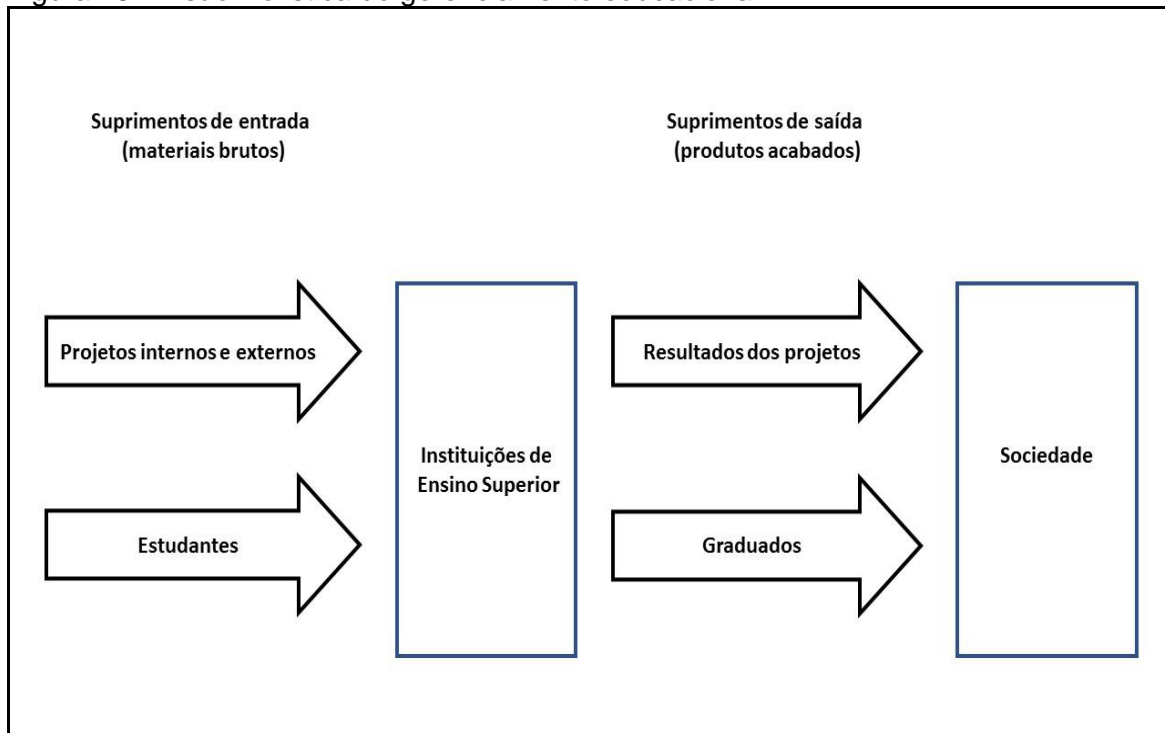 Suprimentos de entrada
(materiais brutos)
Suprimentos de saída
(produtos acabados)
Projetos internos e externos
Resultados dos projetos
Instituições de
Ensino Superior
Sociedade
Estudantes
Graduados